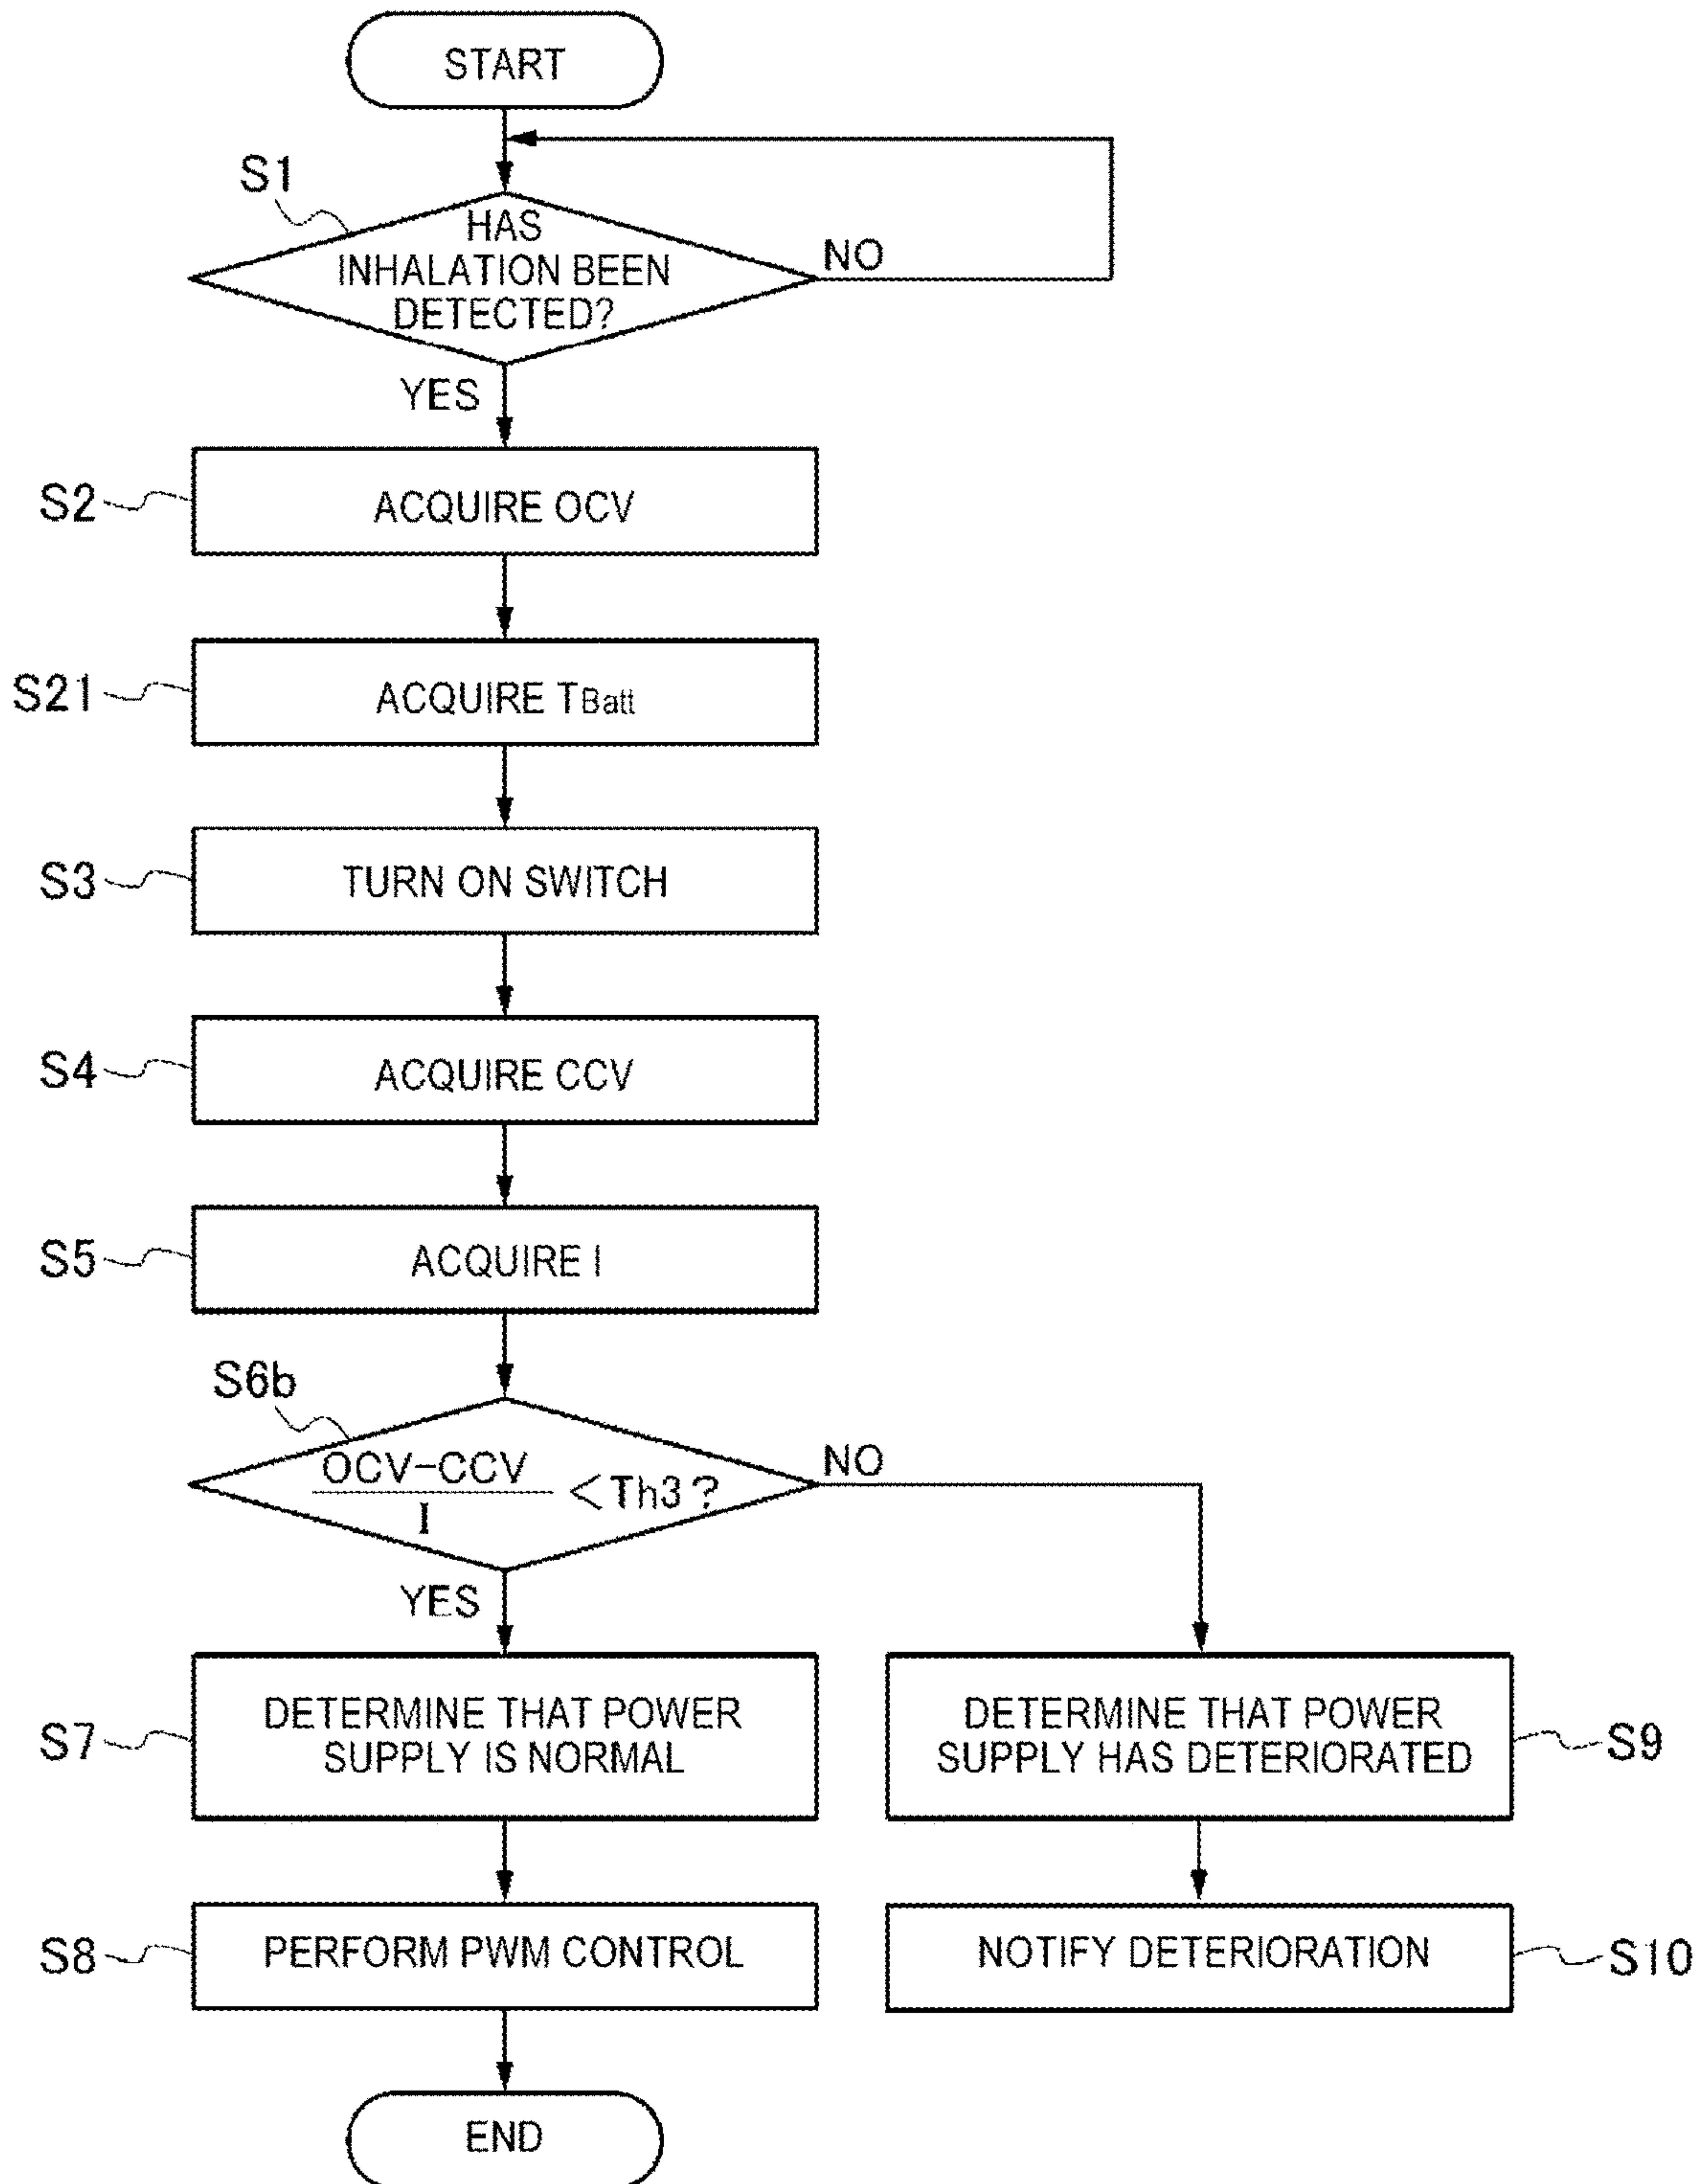 START
S1
HAS
INHALATION BEEN
DETECTED?
NO
YES
S2
ACQUIRE OCV
S21
ACQUIRE TBatt
S3
TURN ON SWITCH
S4
ACQUIRE CCV
S5
ACQUIRE I
S6b
OCV-CCV
I
<Th3?
NO
YES
S7
DETERMINE THAT POWER
SUPPLY IS NORMAL
DETERMINE THAT POWER
SUPPLY HAS DETERIORATED
S9
S8
PERFORM PWM CONTROL
NOTIFY DETERIORATION
S10
END